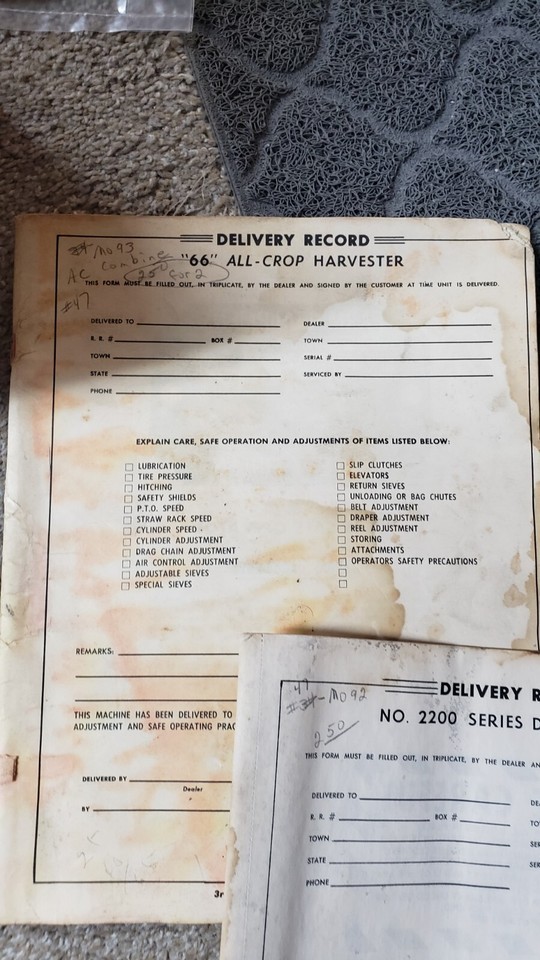 DELIVERY RECORD
"66" ALL-CROP HARVESTER
MO 93
Combine
AC 250 for 2
#47
THIS FORM MUST BE FILLED OUT, IN TRIPLICATE, BY THE DEALER AND SIGNED BY THE CUSTOMER AT TIME UNIT IS DELIVERED.
DELIVERED TO
R. R. # BOX #
TOWN
STATE
PHONE
DEALER
TOWN
SERIAL #
SERVICED BY
EXPLAIN CARE, SAFE OPERATION AND ADJUSTMENTS OF ITEMS LISTED BELOW:
LUBRICATION
TIRE PRESSURE
HITCHING
SAFETY SHIELDS
P.T.O. SPEED
STRAW RACK SPEED
CYLINDER SPEED
CYLINDER ADJUSTMENT
DRAG CHAIN ADJUSTMENT
AIR CONTROL ADJUSTMENT
ADJUSTABLE SIEVES
SPECIAL SIEVES
SLIP CLUTCHES
ELEVATORS
RETURN SIEVES
UNLOADING OR BAG CHUTES
BELT ADJUSTMENT
DRAPER ADJUSTMENT
REEL ADJUSTMENT
STORING
ATTACHMENTS
OPERATORS SAFETY PRECAUTIONS
REMARKS:
THIS MACHINE HAS BEEN DELIVERED TO
ADJUSTMENT AND SAFE OPERATING PRAC
DELIVERED BY
Dealer
BY
3r
47
MO 92
250
DELIVERY R
NO. 2200 SERIES D
THIS FORM MUST BE FILLED OUT, IN TRIPLICATE, BY THE DEALER AN
DELIVERED TO
R. R. # BOX #
TOWN
STATE
PHONE
DEA
TO
SER
SER